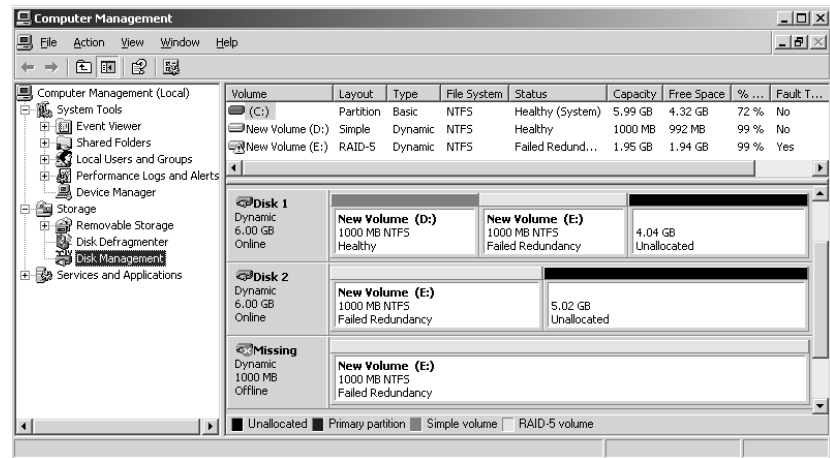 Computer Management
File Action View Window Help
Computer Management (Local)
System Tools
Event Viewer
Shared Folders
Local Users and Groups
Performance Logs and Alerts
Device Manager
Storage
Removable Storage
Disk Defragmenter
Disk Management
Services and Applications
Volume Layout Type File System Status Capacity Free Space % ... Fault T...
(C:) Partition Basic NTFS Healthy (System) 5.99 GB 4.32 GB 72 % No
New Volume (D:) Simple Dynamic NTFS Healthy 1000 MB 992 MB 99 % No
New Volume (E:) RAID-5 Dynamic NTFS Failed Redund... 1.95 GB 1.94 GB 99 % Yes
Disk 1
Dynamic
6.00 GB
Online
New Volume (D:)
1000 MB NTFS
Healthy
New Volume (E:)
1000 MB NTFS
Failed Redundancy
4.04 GB
Unallocated
Disk 2
Dynamic
6.00 GB
Online
New Volume (E:)
1000 MB NTFS
Failed Redundancy
5.02 GB
Unallocated
Missing
Dynamic
1000 MB
Offline
New Volume (E:)
1000 MB NTFS
Failed Redundancy
Unallocated Primary partition Simple volume RAID-5 volume